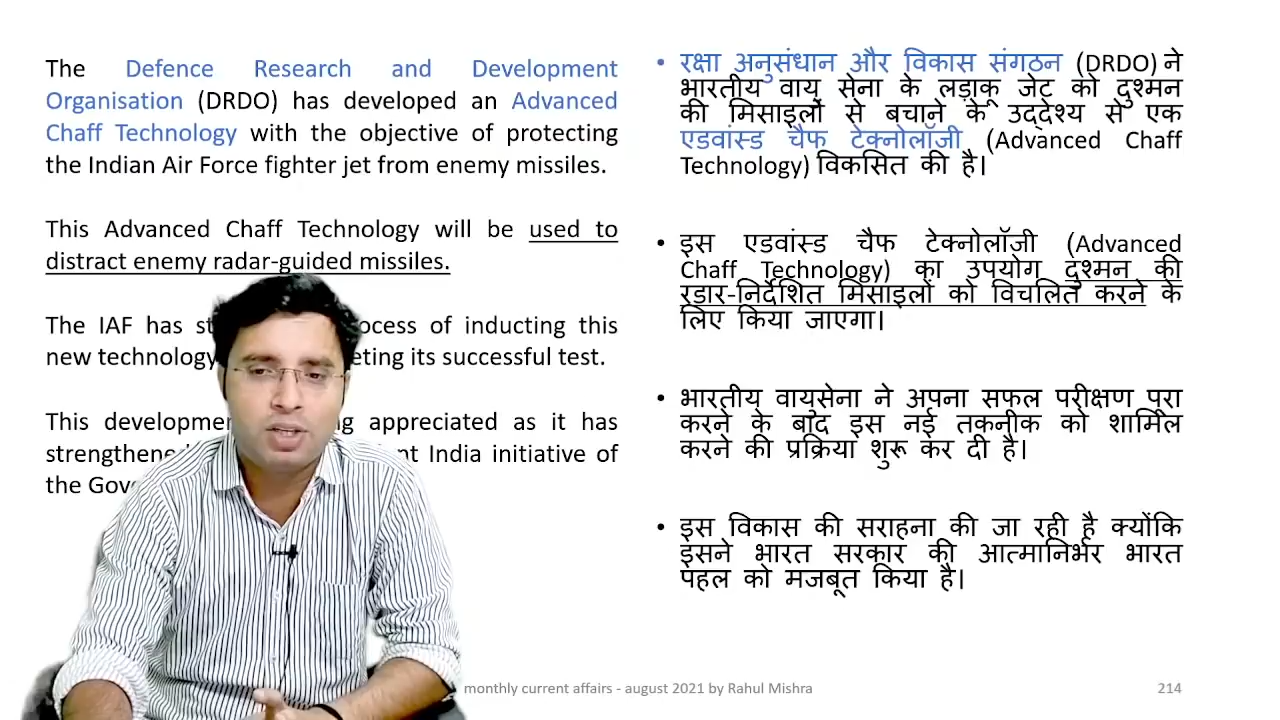 The Defence Research and Development
Organisation (DRDO) has developed an Advanced
Chaff Technology with the objective of protecting
the Indian Air Force fighter jet from enemy missiles.
This Advanced Chaff Technology will be used to
distract enemy radar-guided missiles.
The IAF has of inducting this
new technology its successful test.
This appreciated as it has
India initiative of
the
• रक्षा अनुसंधान और विकास संगठन (DRDO) ने
भारतीय वायु सेना के लड़ाकू जेट को दुश्मन
की मिसाइलों से बचाने के उद्देश्य से एक
एडवांस्ड चैफ टेक्नोलॉजी (Advanced Chaff
Technology) विकसित की है।
• इस एडवांस्ड चैफ टेक्नोलॉजी (Advanced
Chaff Technology) का उपयोग दुश्मन की
रडार-निर्देशित मिसाइलों को विचलित करने के
लिए किया जाएगा।
• भारतीय वायुसेना ने अपना सफल परीक्षण पूरा
करने के बाद इस नई तकनीक को शामिल
करने की प्रक्रिया शुरू कर दी है।
• इस विकास की सराहना की जा रही है क्योंकि
इसने भारत सरकार की आत्मानिर्भर भारत
पहल को मजबूत किया है।
monthly current affairs - august 2021 by Rahul Mishra
214